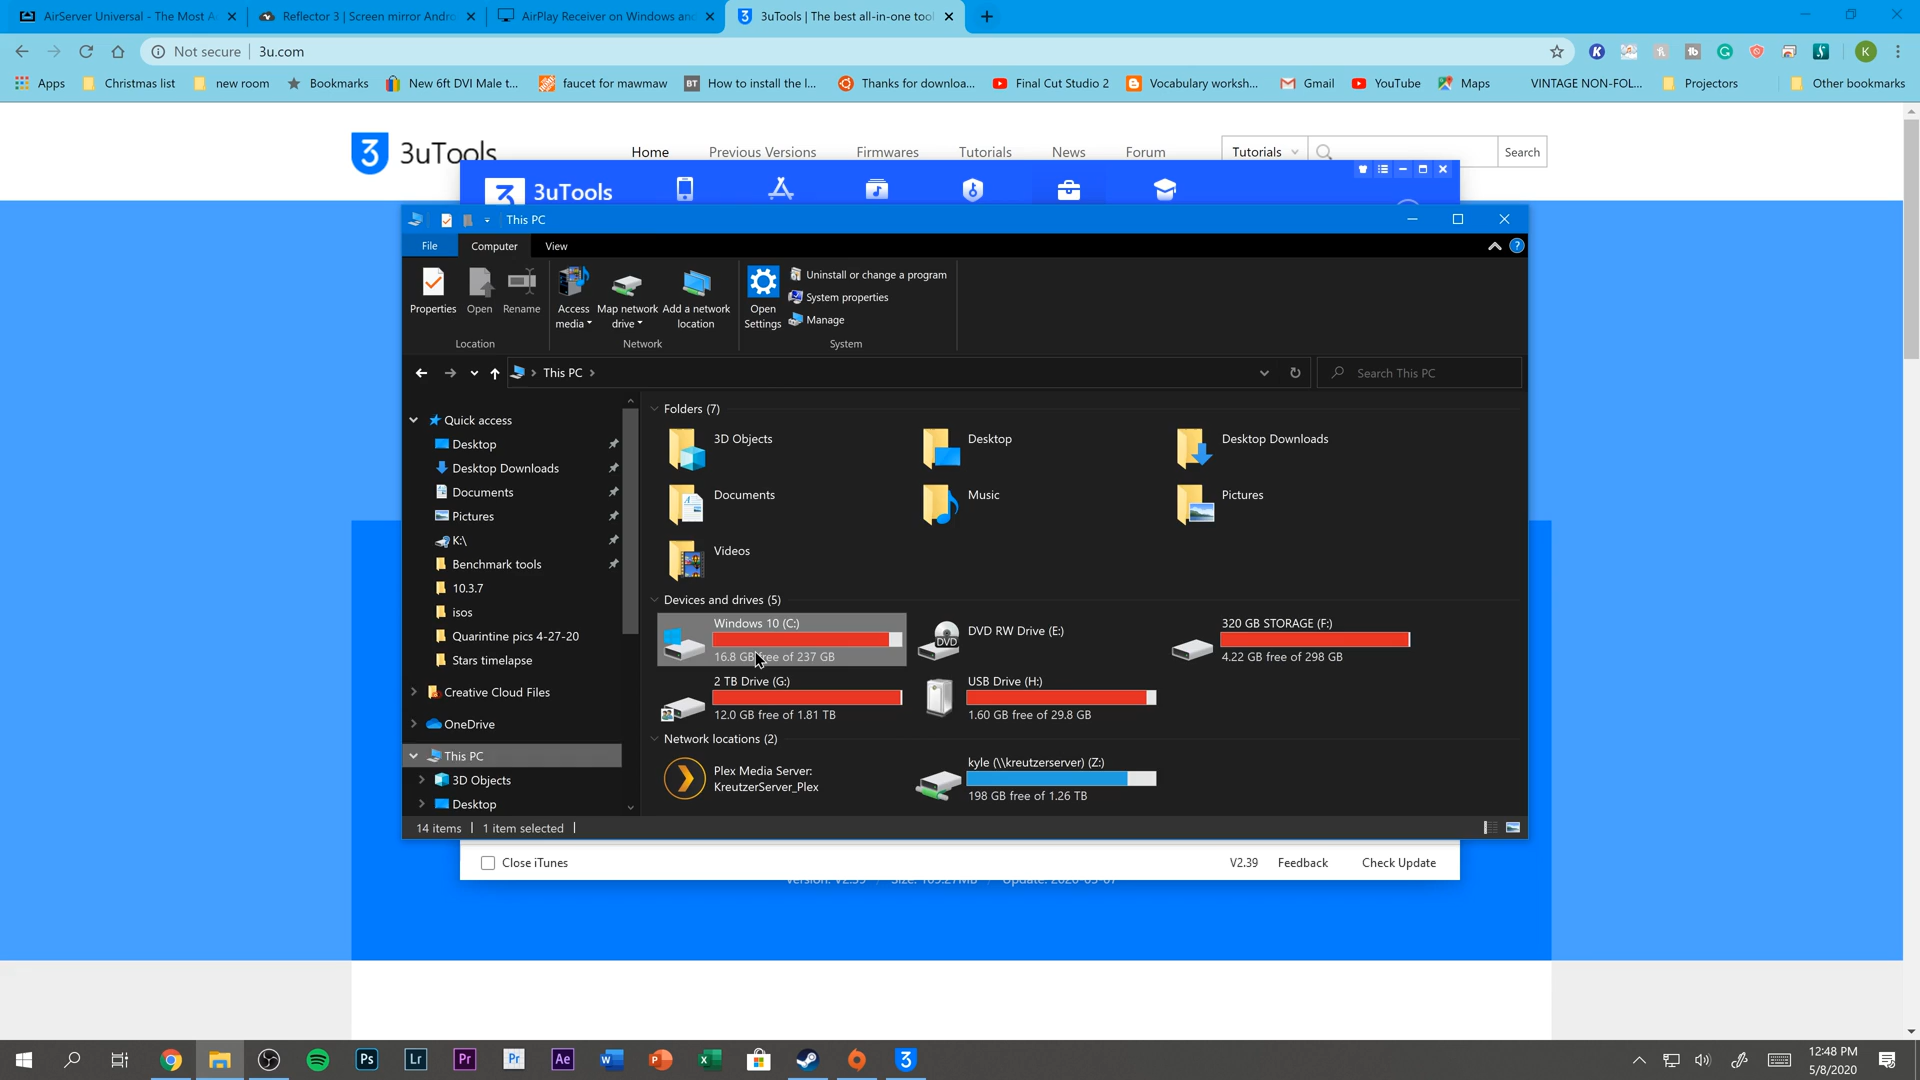 AirServer Universal - The Most Ai
Reflector 3 | Screen mirror Andro
AirPlay Receiver on Windows and
3uTools | The best all-in-one tool
Not secure
3u.com
K
Apps
Christmas list
new room
Bookmarks
New 6ft DVI Male t...
faucet for mawmaw
BT How to install the l...
Thanks for downloa...
Final Cut Studio 2
Vocabulary worksh...
Gmail
YouTube
Maps
VINTAGE NON-FOL...
Projectors
Other bookmarks
3 3uTools
Home
Previous Versions
Firmwares
Tutorials
News
Forum
Tutorials
Search
3uTools
This PC
File
Computer
View
Properties
Open
Rename
Access media
Map network drive
Add a network location
Open Settings
Uninstall or change a program
System properties
Manage
Location
Network
System
This PC
Search This PC
Quick access
Desktop
Desktop Downloads
Documents
Pictures
K:\
Benchmark tools
10.3.7
isos
Quarintine pics 4-27-20
Stars timelapse
Creative Cloud Files
OneDrive
This PC
3D Objects
Desktop
Folders (7)
3D Objects
Desktop
Desktop Downloads
Documents
Music
Pictures
Videos
Devices and drives (5)
Windows 10 (C:)
16.8 GB free of 237 GB
DVD RW Drive (E:)
320 GB STORAGE (F:)
4.22 GB free of 298 GB
2 TB Drive (G:)
12.0 GB free of 1.81 TB
USB Drive (H:)
1.60 GB free of 29.8 GB
Network locations (2)
Plex Media Server:
KreutzerServer_Plex
kyle (\\kreutzerserver) (Z:)
198 GB free of 1.26 TB
14 items
1 item selected
Close iTunes
V2.39
Feedback
Check Update
12:48 PM
5/8/2020